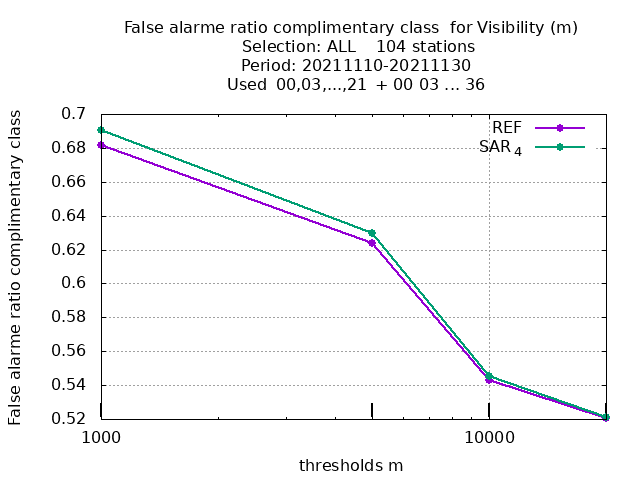 False alarme ratio complimentary class  for Visibility (m)
Selection: ALL    104 stations
Period: 20211110-20211130
Used  00,03,...,21  + 00 03 ... 36
False alarme ratio complimentary class
0.7
0.68
0.66
0.64
0.62
0.6
0.58
0.56
0.54
0.52
REF
SAR 4
1000
10000
thresholds m